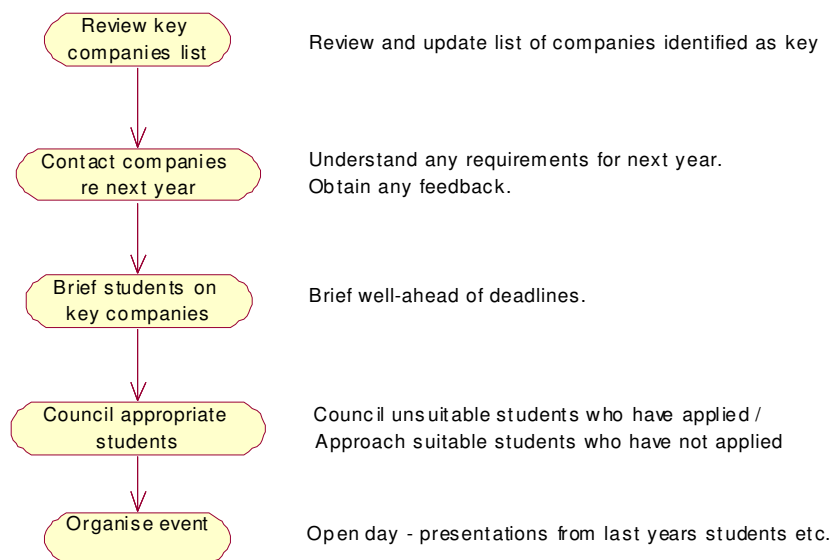 Review key
companies list
Review and update list of companies identified as key
Contact companies
re next year
Understand any requirements for next year.
Obtain any feedback.
Brief students on
key companies
Brief well-ahead of deadlines.
Council appropriate
students
Council unsuitable students who have applied /
Approach suitable students who have not applied
Organise event
Open day - presentations from last years students etc.